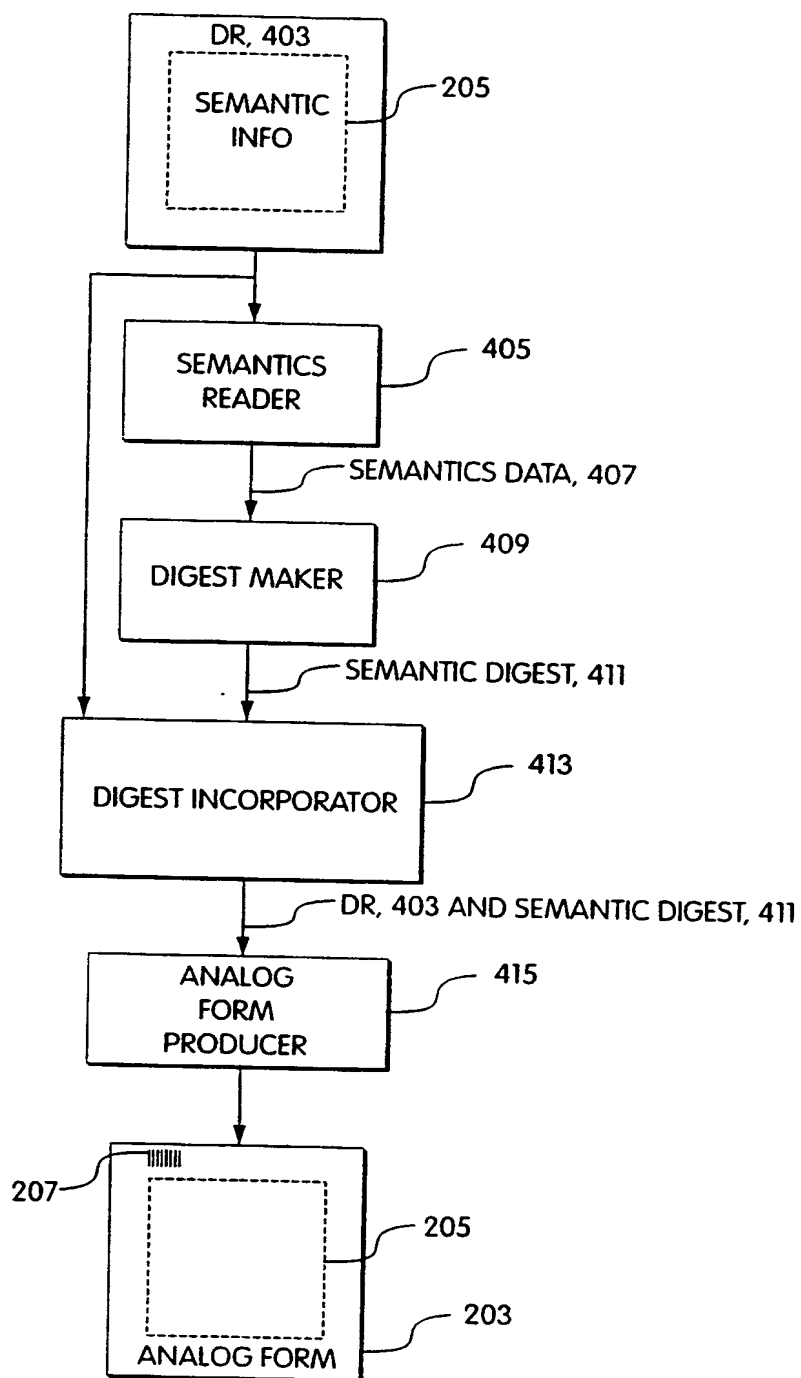 DR, 403
SEMANTIC
INFO
205
SEMANTICS
READER
405
SEMANTICS DATA, 407
DIGEST MAKER
409
SEMANTIC DIGEST, 411
DIGEST INCORPORATOR
413
DR, 403 AND SEMANTIC DIGEST, 411
ANALOG
FORM
PRODUCER
415
207
205
ANALOG FORM
203